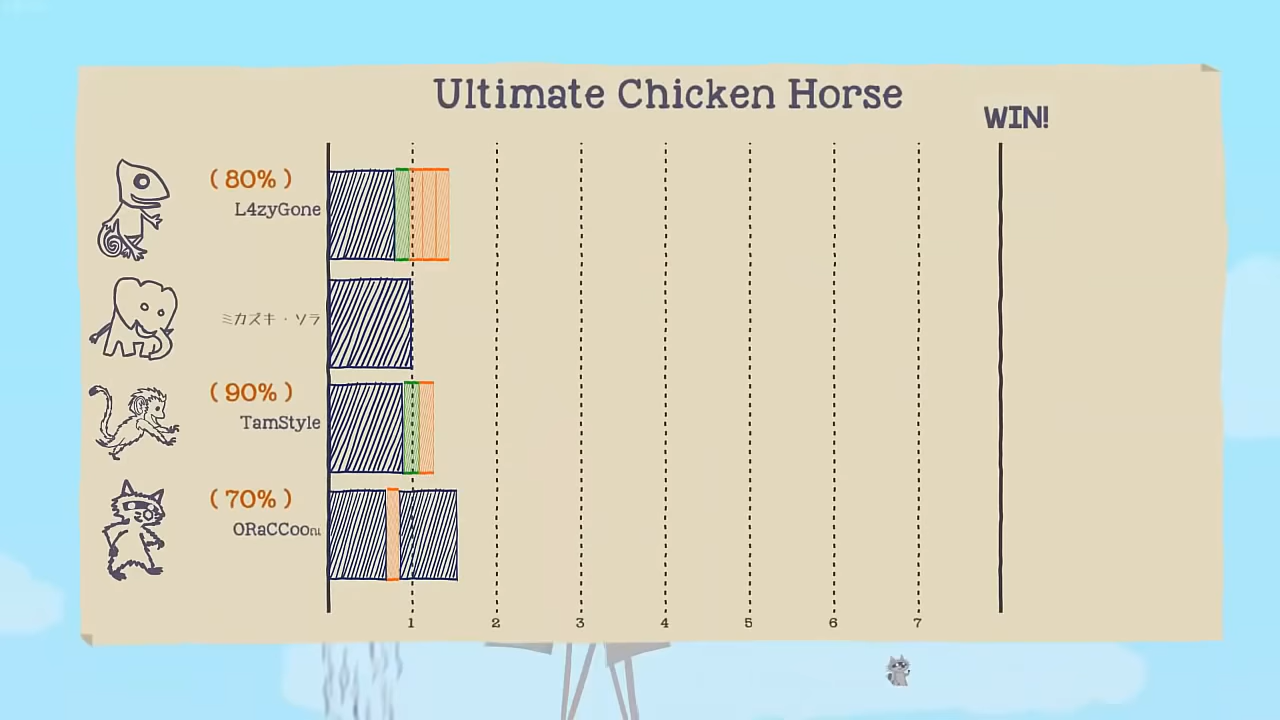 Ultimate Chicken Horse
WIN!
( 80% )
L4zyGone
ミカズキ・ソラ
( 90% )
TamStyle
( 70% )
ORaCCoon
1 2 3 4 5 6 7